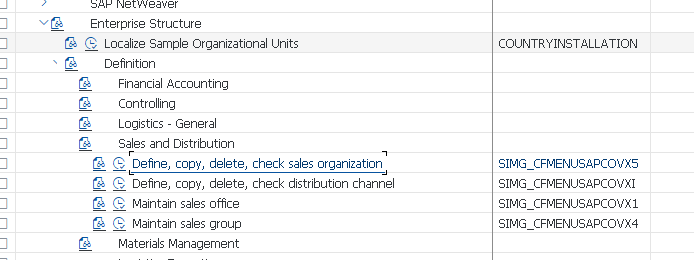 SAP NetWeaver
Enterprise Structure
Localize Sample Organizational Units COUNTRYINSTALLATION
Definition
Financial Accounting
Controlling
Logistics - General
Sales and Distribution
Define, copy, delete, check sales organization SIMG_CFMENUSAPCOVX5
Define, copy, delete, check distribution channel SIMG_CFMENUSAPCOVXI
Maintain sales office SIMG_CFMENUSAPCOVX1
Maintain sales group SIMG_CFMENUSAPCOVX4
Materials Management